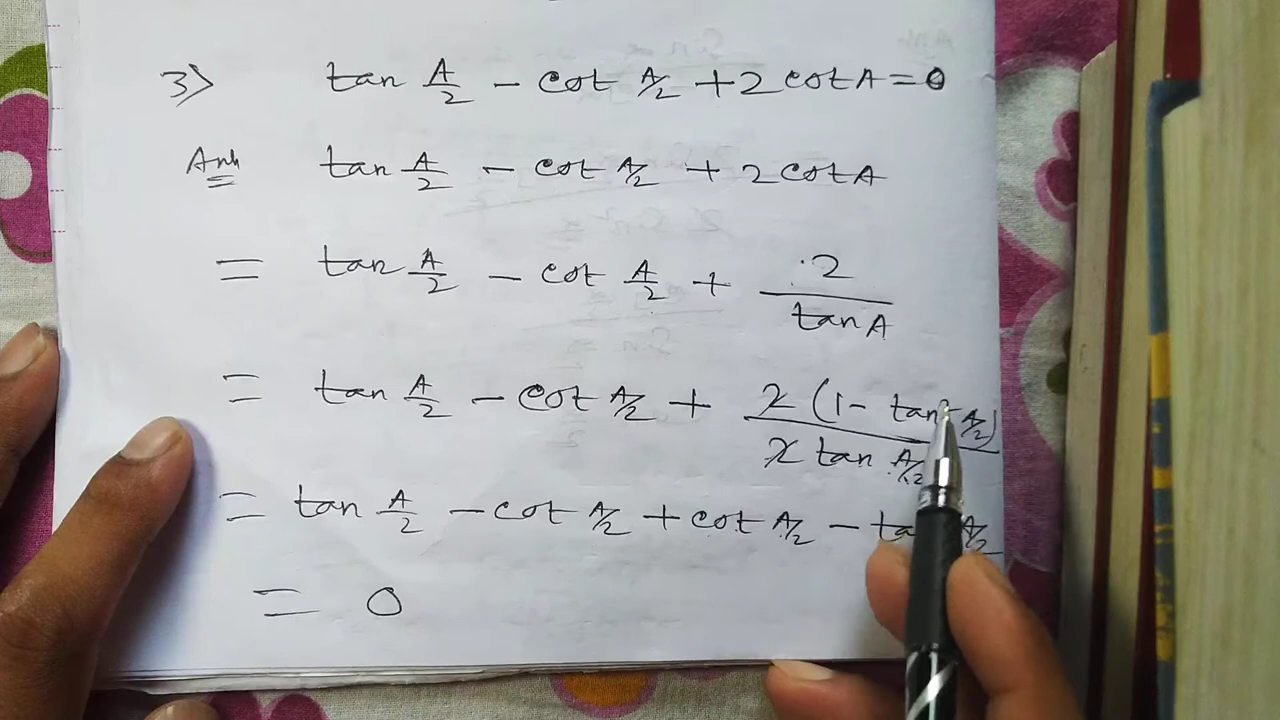 3) tan A/2 - cot A/2 + 2 cot A = 0
Ans tan A/2 - cot A/2 + 2 cot A
= tan A/2 - cot A/2 + 2/tan A
= tan A/2 - cot A/2 + 2(1 - tan² A/2)/2 tan A/2
= tan A/2 - cot A/2 + cot A/2 - ta A/2
= 0